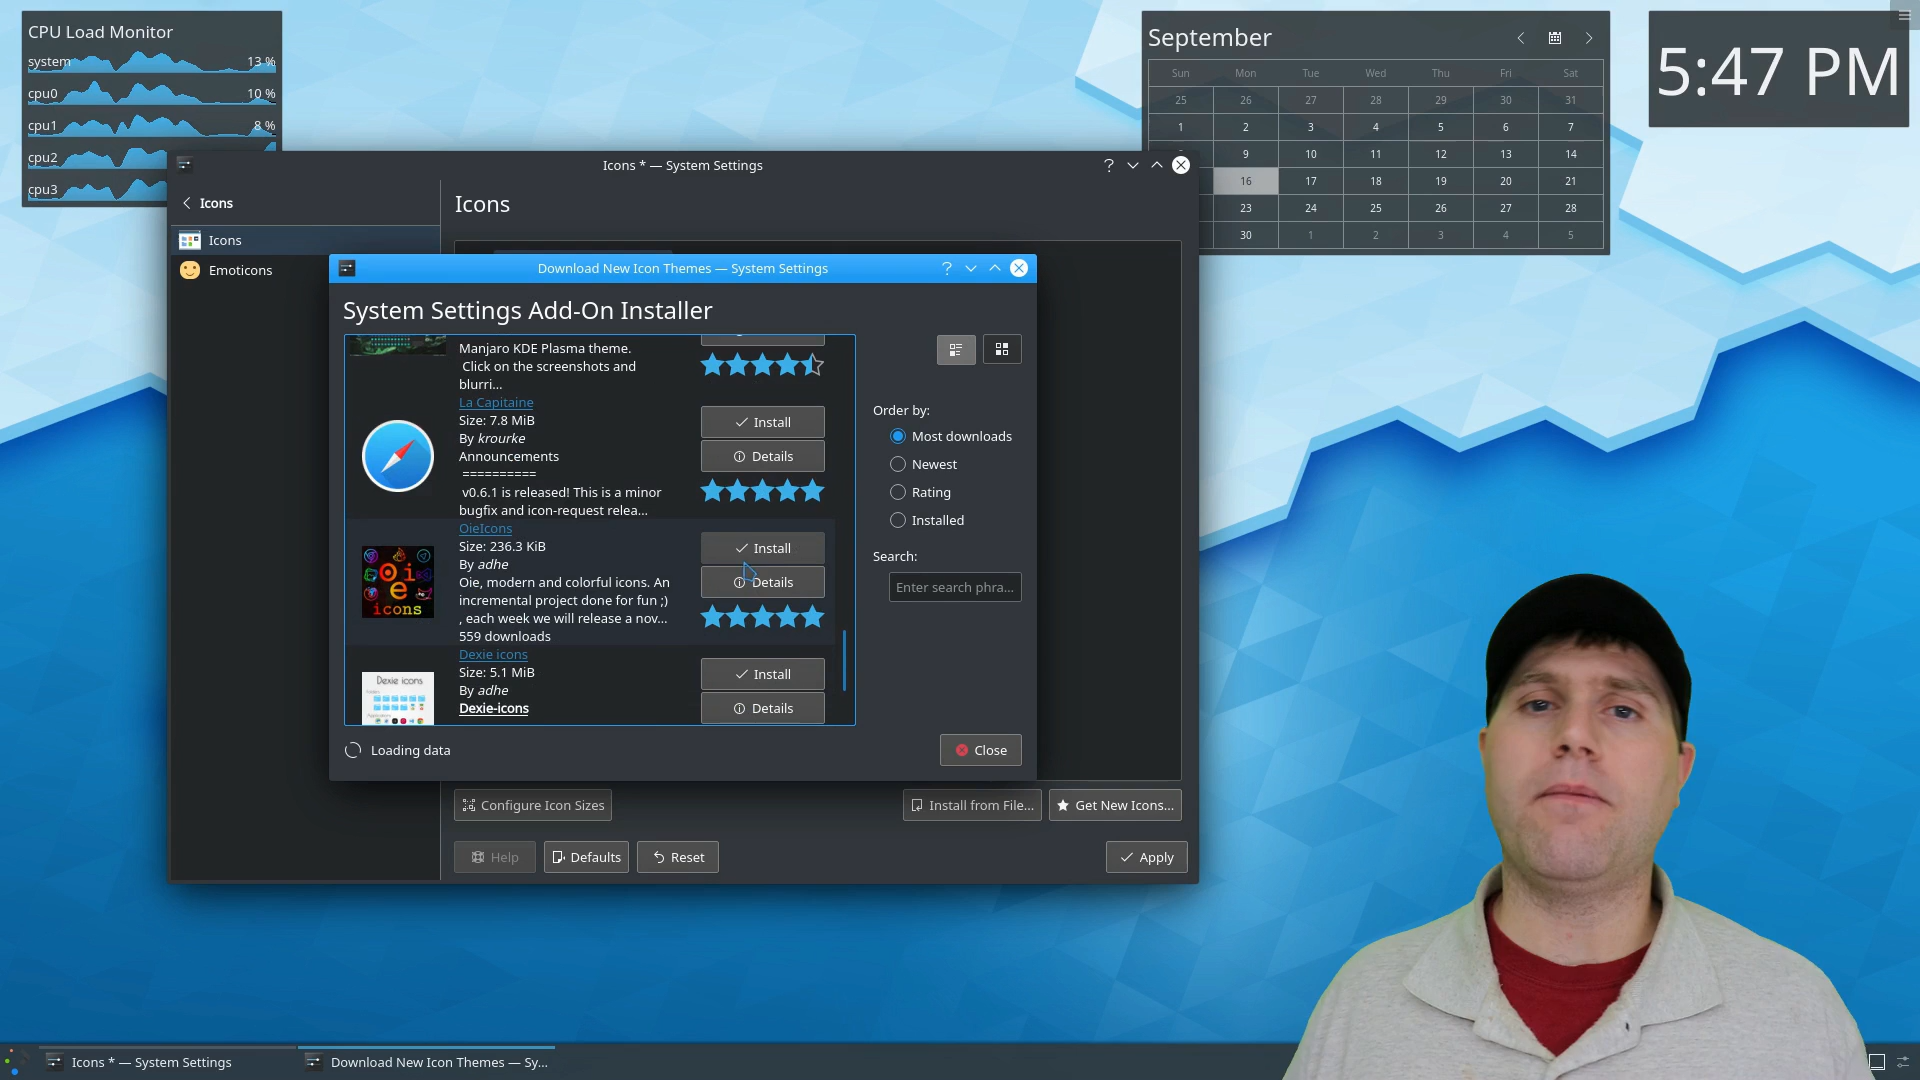 CPU Load Monitor
system 13 %
cpu0 10 %
cpu1 8 %
cpu2
cpu3
September
Sun Mon Tue Wed Thu Fri Sat
25 26 27 28 29 30 31
1 2 3 4 5 6 7
9 10 11 12 13 14
16 17 18 19 20 21
23 24 25 26 27 28
30 1 2 3 4 5
5:47 PM
Icons * — System Settings
?
Icons
Icons
Emoticons
Icons
Download New Icon Themes — System Settings
?
System Settings Add-On Installer
Manjaro KDE Plasma theme.
Click on the screenshots and
blurri...
La Capitaine
Size: 7.8 MiB
By krourke
Announcements
==========
v0.6.1 is released! This is a minor
bugfix and icon-request relea...
Install
Details
OieIcons
Size: 236.3 KiB
By adhe
Oie, modern and colorful icons. An
incremental project done for fun ;)
, each week we will release a nov...
559 downloads
Install
Details
oie
icons
Dexie icons
Size: 5.1 MiB
By adhe
Dexie-icons
Install
Details
Dexie icons
Order by:
Most downloads
Newest
Rating
Installed
Search:
Enter search phra...
Loading data
Close
Configure Icon Sizes
Install from File...
Get New Icons...
Help
Defaults
Reset
Apply
Icons * — System Settings
Download New Icon Themes — Sy...